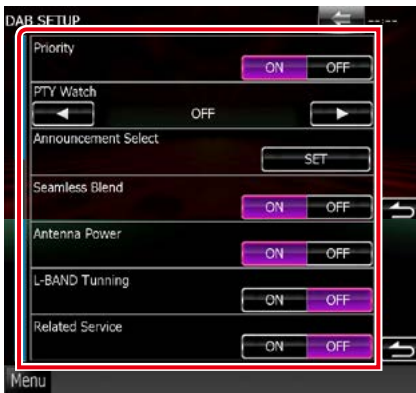 DAB SETUP --:--
Priority
ON OFF
PTY Watch
OFF
Announcement Select
SET
Seamless Blend
ON OFF
Antenna Power
ON OFF
L-BAND Tunning
ON OFF
Related Service
ON OFF
Menu